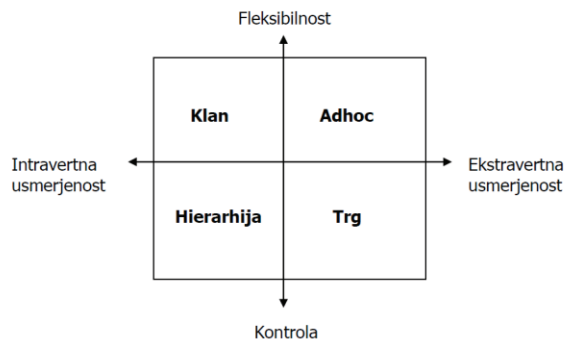 Fleksibilnost
Klan
Adhoc
Intravertna
usmerjenost
Ekstravertna
usmerjenost
Hierarhija
Trg
Kontrola